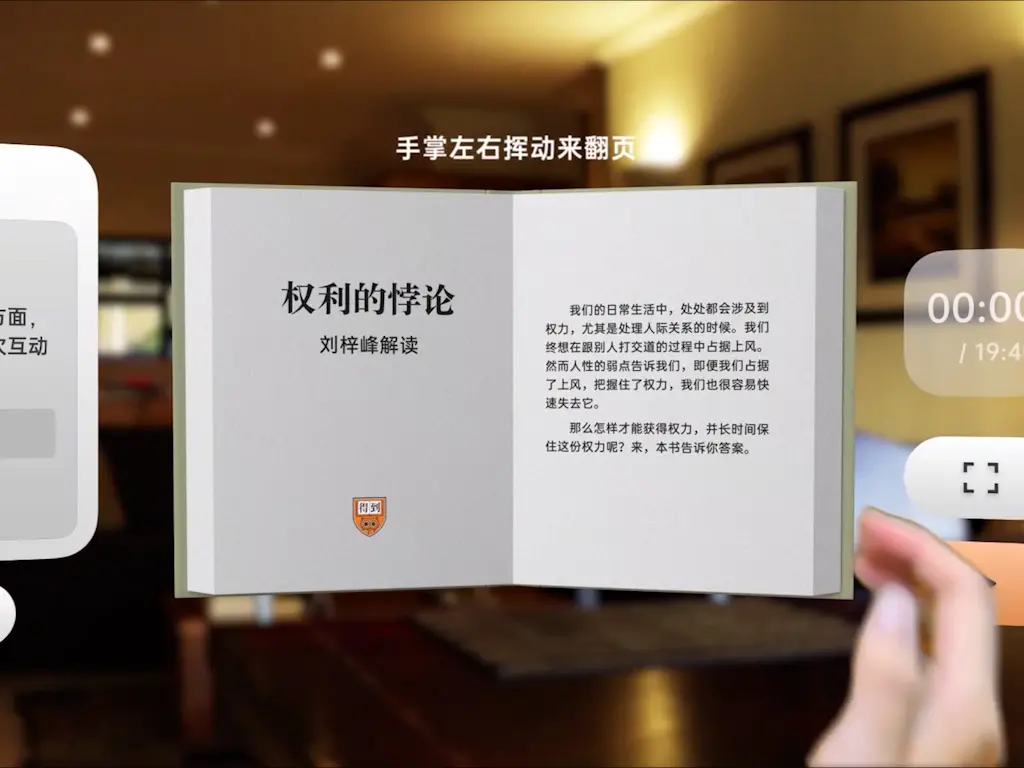 手掌左右挥动来翻页
方面，
次互动
权利的悖论
刘梓峰解读
得到
我们的日常生活中，处处都会涉及到
权力，尤其是处理人际关系的时候。我们
终想在跟别人打交道的过程中占据上风。
然而人性的弱点告诉我们，即便我们占据
了上风，把握住了权力，我们也很容易快
速失去它。
那么怎样才能获得权力，并长时间保
住这份权力呢？来，本书告诉你答案。
00:00
/ 19:4